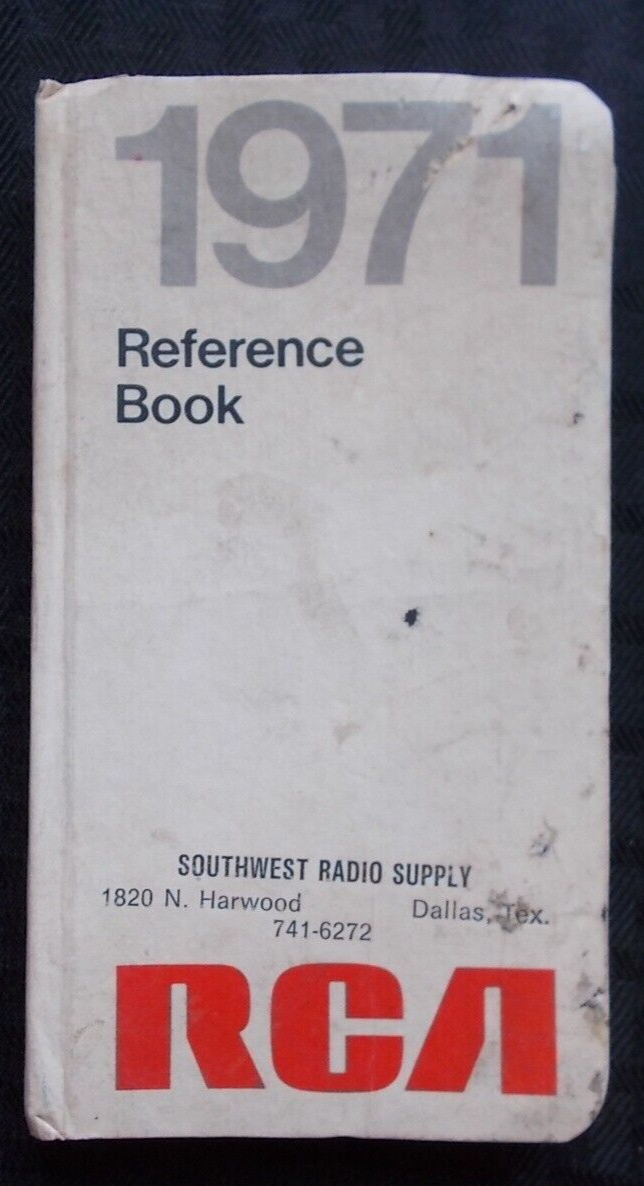 1971
Reference
Book
SOUTHWEST RADIO SUPPLY
1820 N. Harwood Dallas, Tex.
741-6272
RCA